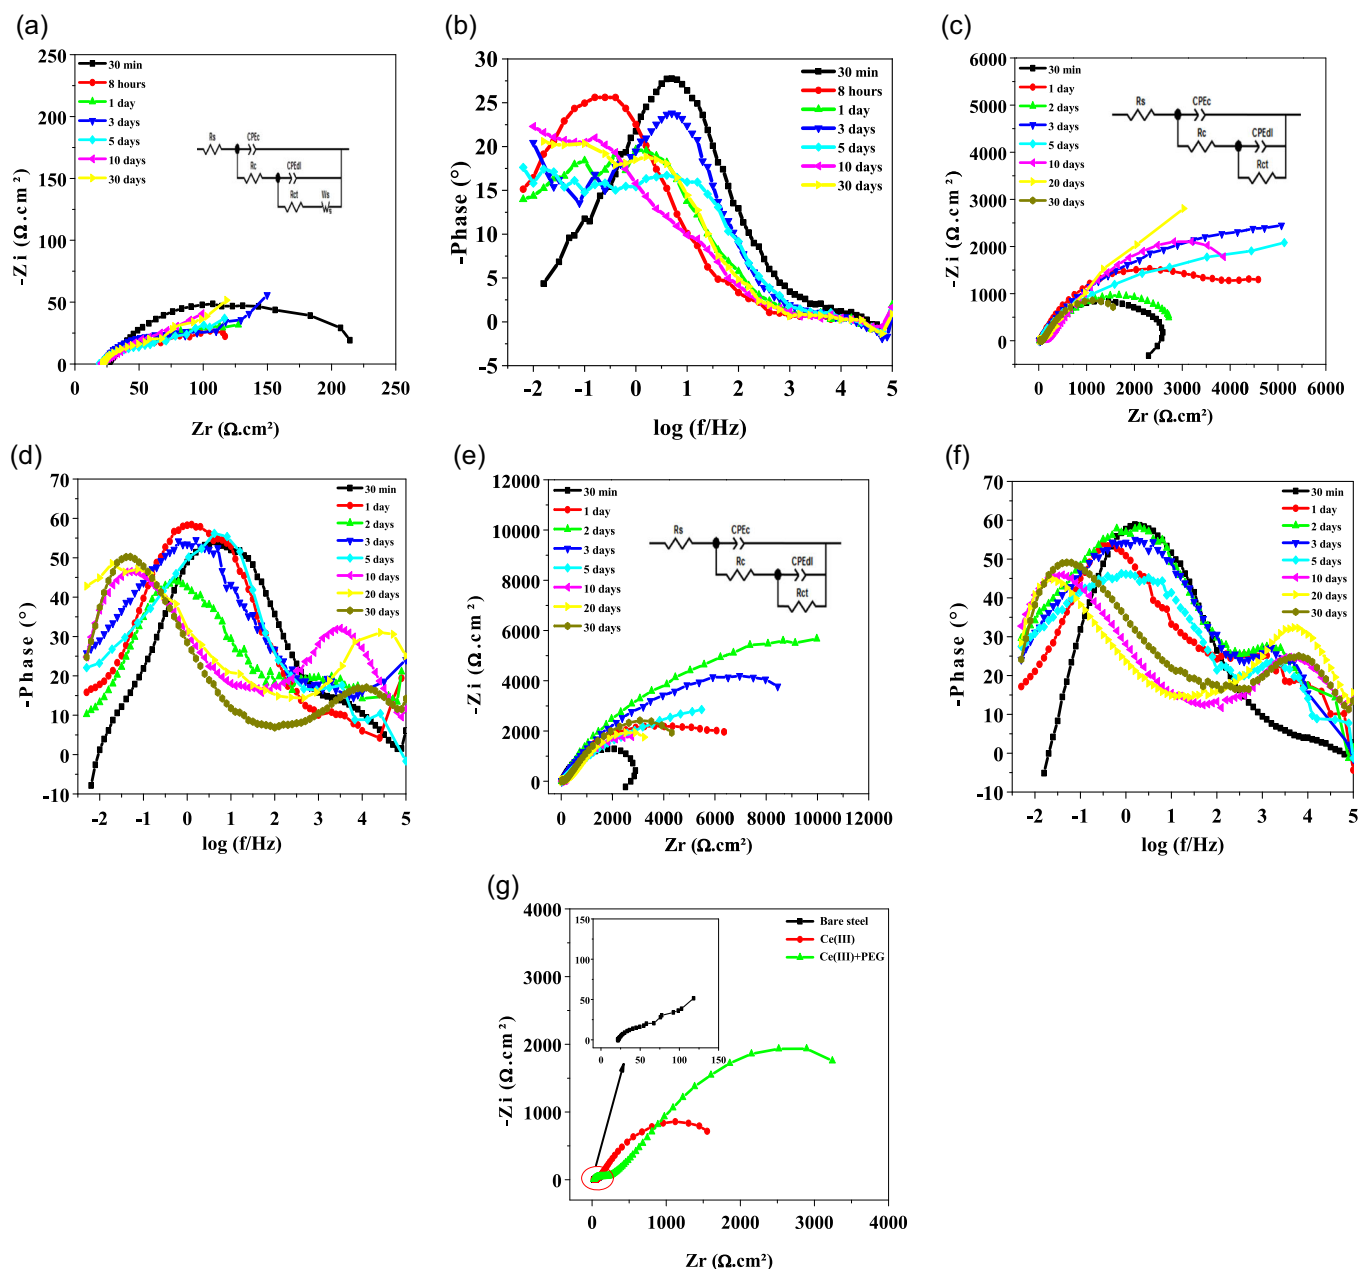 (a)
-Zi (Ω.cm²)
250
200
150
100
50
0
0 50 100 150 200 250
Zr (Ω.cm²)
30 min
8 hours
1 day
3 days
5 days
10 days
30 days
Rs CPEc
Rc CPEdl
Rct Ws
Ws
(b)
-Phase (°)
30
25
20
15
10
5
0
-5
-2 -1 0 1 2 3 4 5
log (f/Hz)
30 min
8 hours
1 day
3 days
5 days
10 days
30 days
(c)
-Zi (Ω.cm²)
6000
5000
4000
3000
2000
1000
0
0 1000 2000 3000 4000 5000 6000
Zr (Ω.cm²)
30 min
1 day
2 days
3 days
5 days
10 days
20 days
30 days
Rs CPEc
Rc CPEdl
Rct
(d)
-Phase (°)
70
60
50
40
30
20
10
0
-10
-2 -1 0 1 2 3 4 5
log (f/Hz)
30 min
1 day
2 days
3 days
5 days
10 days
20 days
30 days
(e)
-Zi (Ω.cm²)
12000
10000
8000
6000
4000
2000
0
0 2000 4000 6000 8000 10000 12000
Zr (Ω.cm²)
30 min
1 day
2 days
3 days
5 days
10 days
20 days
30 days
Rs CPEc
Rc CPEdl
Rct
(f)
-Phase (°)
70
60
50
40
30
20
10
0
-10
-2 -1 0 1 2 3 4 5
log (f/Hz)
30 min
1 day
2 days
3 days
5 days
10 days
20 days
30 days
(g)
-Zi (Ω.cm²)
4000
3000
2000
1000
0
0 1000 2000 3000 4000
Zr (Ω.cm²)
Bare steel
Ce(III)
Ce(III)+PEG
150
100
50
0
0 50 100 150